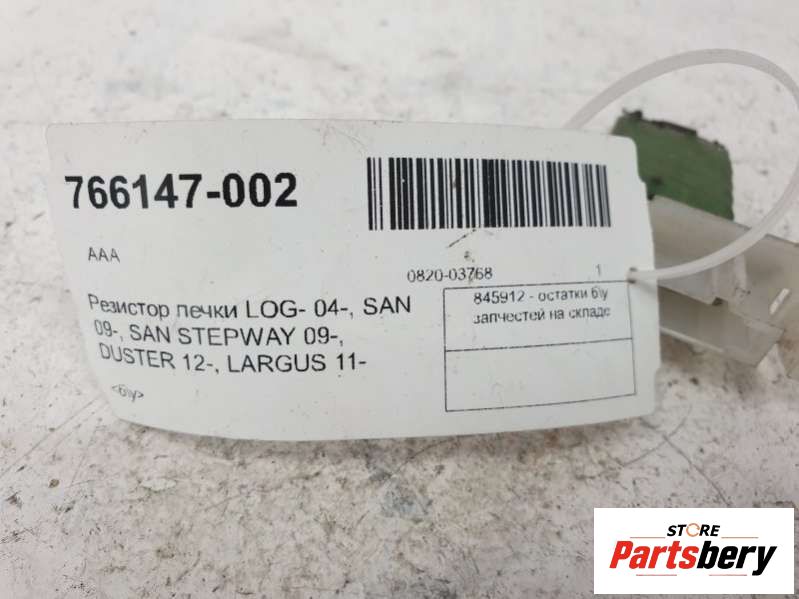 766147-002
AAA
0820-03768 1
Резистор печки LOG- 04-, SAN
09-, SAN STEPWAY 09-,
DUSTER 12-, LARGUS 11-
<б\у>
845912 - остатки б\у
запчестей на складе
STORE
Partsbery